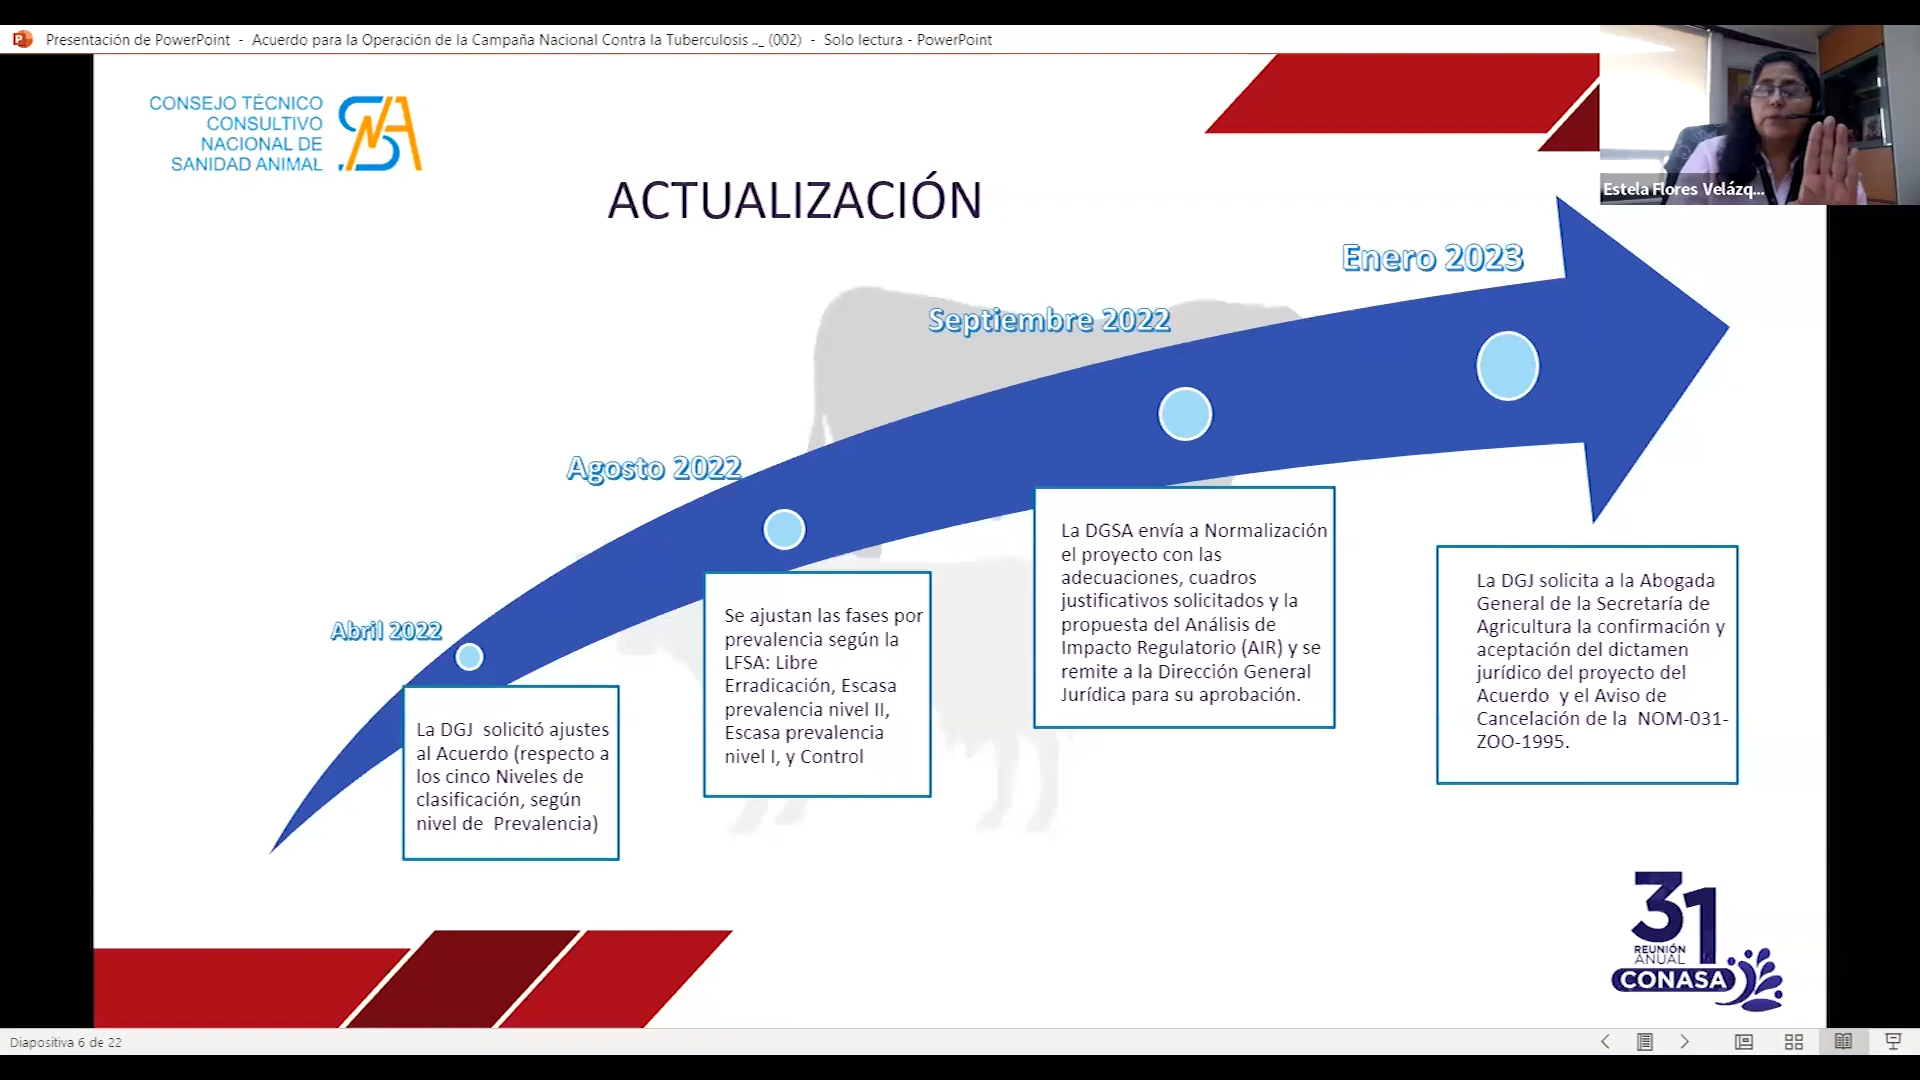 Presentación de PowerPoint - Acuerdo para la Operación de la Campaña Nacional Contra la Tuberculosis .._ (002) - Solo lectura - PowerPoint
CONSEJO TÉCNICO
CONSULTIVO
NACIONAL DE
SANIDAD ANIMAL
Estela Flores Velázq...
ACTUALIZACIÓN
Abril 2022
La DGJ  solicitó ajustes
al Acuerdo (respecto a
los cinco Niveles de
clasificación, según
nivel de  Prevalencia)
Agosto 2022
Se ajustan las fases por
prevalencia según la
LFSA: Libre
Erradicación, Escasa
prevalencia nivel II,
Escasa prevalencia
nivel I, y Control
Septiembre 2022
La DGSA envía a Normalización
el proyecto con las
adecuaciones, cuadros
justificativos solicitados y la
propuesta del Análisis de
Impacto Regulatorio (AIR) y se
remite a la Dirección General
Jurídica para su aprobación.
Enero 2023
La DGJ solicita a la Abogada
General de la Secretaría de
Agricultura la confirmación y
aceptación del dictamen
jurídico del proyecto del
Acuerdo  y el Aviso de
Cancelación de la  NOM-031-
ZOO-1995.
31
REUNIÓN
ANUAL
CONASA
Diapositiva 6 de 22